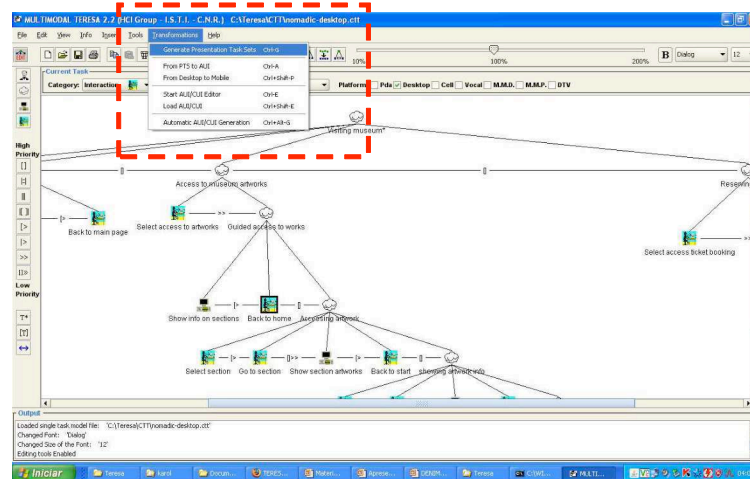 MULTIMODAL TERESA 2.2 (HCI Group - I.S.T.I. - C.N.R.) C:\Teresa\CTT\nomadic-desktop.ctt
File Edit View Info Insert Tools Transformations Help
Generate Presentation Task Sets Ctrl-G
From PTS to AUI Ctrl-A
From Desktop to Mobile Ctrl+Shift-P
Start AUI/CUI Editor Ctrl-E
Load AUI/CUI Ctrl+Shift-E
Automatic AUI/CUI Generation Ctrl+Alt-G
10% 100% 200%
B Dialog 12
Current Task
Category: Interaction
Platform: Pda Desktop Cell Vocal M.M.D. M.M.P. DTV
Visiting museum*
High
Priority
[]
|=|
|||
[]
[>
|>
>>
[]>>
Low
Priority
T*
[T]
[] []
Access to museum artworks
Reserving
|> >>
Back to main page
Select access to artworks Guided access to works
Select access ticket booking
|> []
Show info on sections Back to home Accessing artwork
|> []>> |> []
Select section Go to section Show section artworks Back to start showing artwork info
Output
Loaded single task model file: 'C:\Teresa\CTT\nomadic-desktop.ctt'
Changed Font: 'Dialog'
Changed Size of the Font: '12'
Editing tools Enabled
Iniciar Teresa karol Docum... TERES... Materi... Aprese... DENIM... Teresa C:\WI... MULTI...